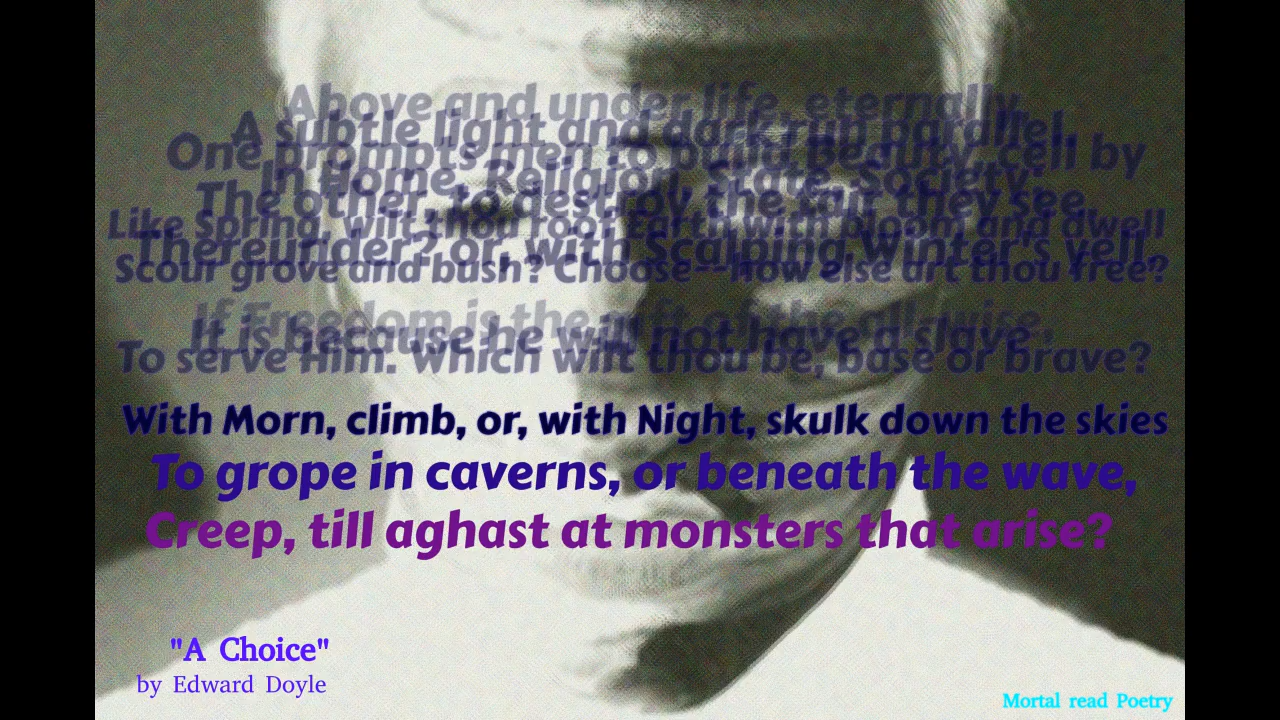 Above and under life, eternally,
A subtle light and dark run parallel.
One prompts men to build Beauty, cell by
In Home, Religion, State, Society;
The other, to destroy the fair they see.
Like Spring, wilt thou roof Earth with bloom and dwell
Thereunder? or, with Scalping Winter's yell,
Scour grove and bush? Choose--how else art thou free?
If Freedom is the gift of the all-wise,
It is because he will not have a slave
To serve Him. Which wilt thou be, base or brave?
With Morn, climb, or, with Night, skulk down the skies
To grope in caverns, or beneath the wave,
Creep, till aghast at monsters that arise?
"A Choice"
by Edward Doyle
Mortal read Poetry